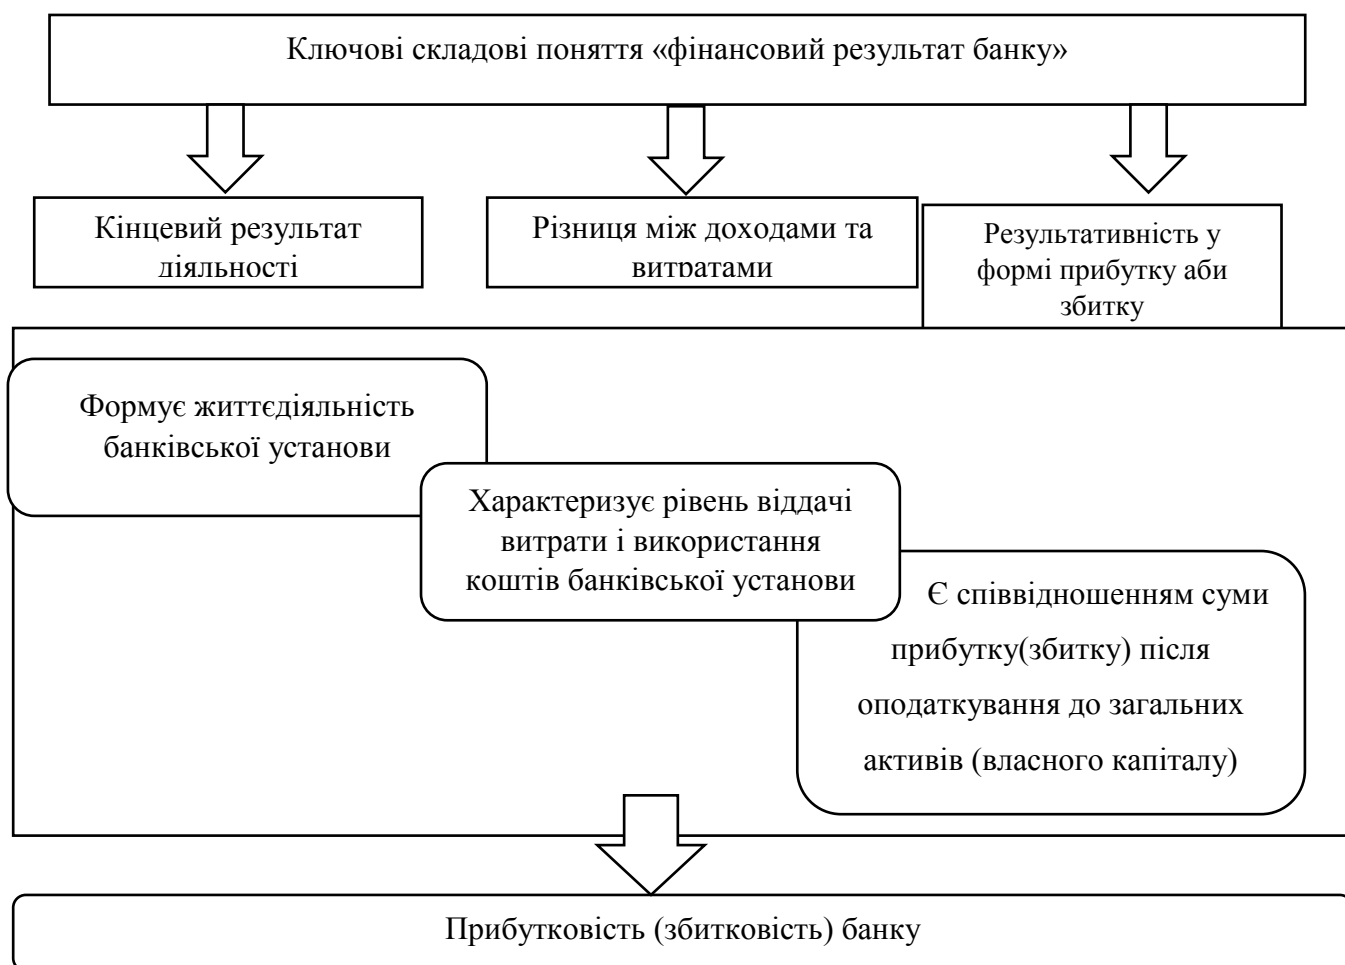 Ключові складові поняття «фінансовий результат банку»
Кінцевий результат
діяльності
Різниця між доходами та
витратами
Результативність у
формі прибутку аби
збитку
Формує життєдіяльність
банківської установи
Характеризує рівень віддачі
витрати і використання
коштів банківської установи
Є співвідношенням суми
прибутку(збитку) після
оподаткування до загальних
активів (власного капіталу)
Прибутковість (збитковість) банку